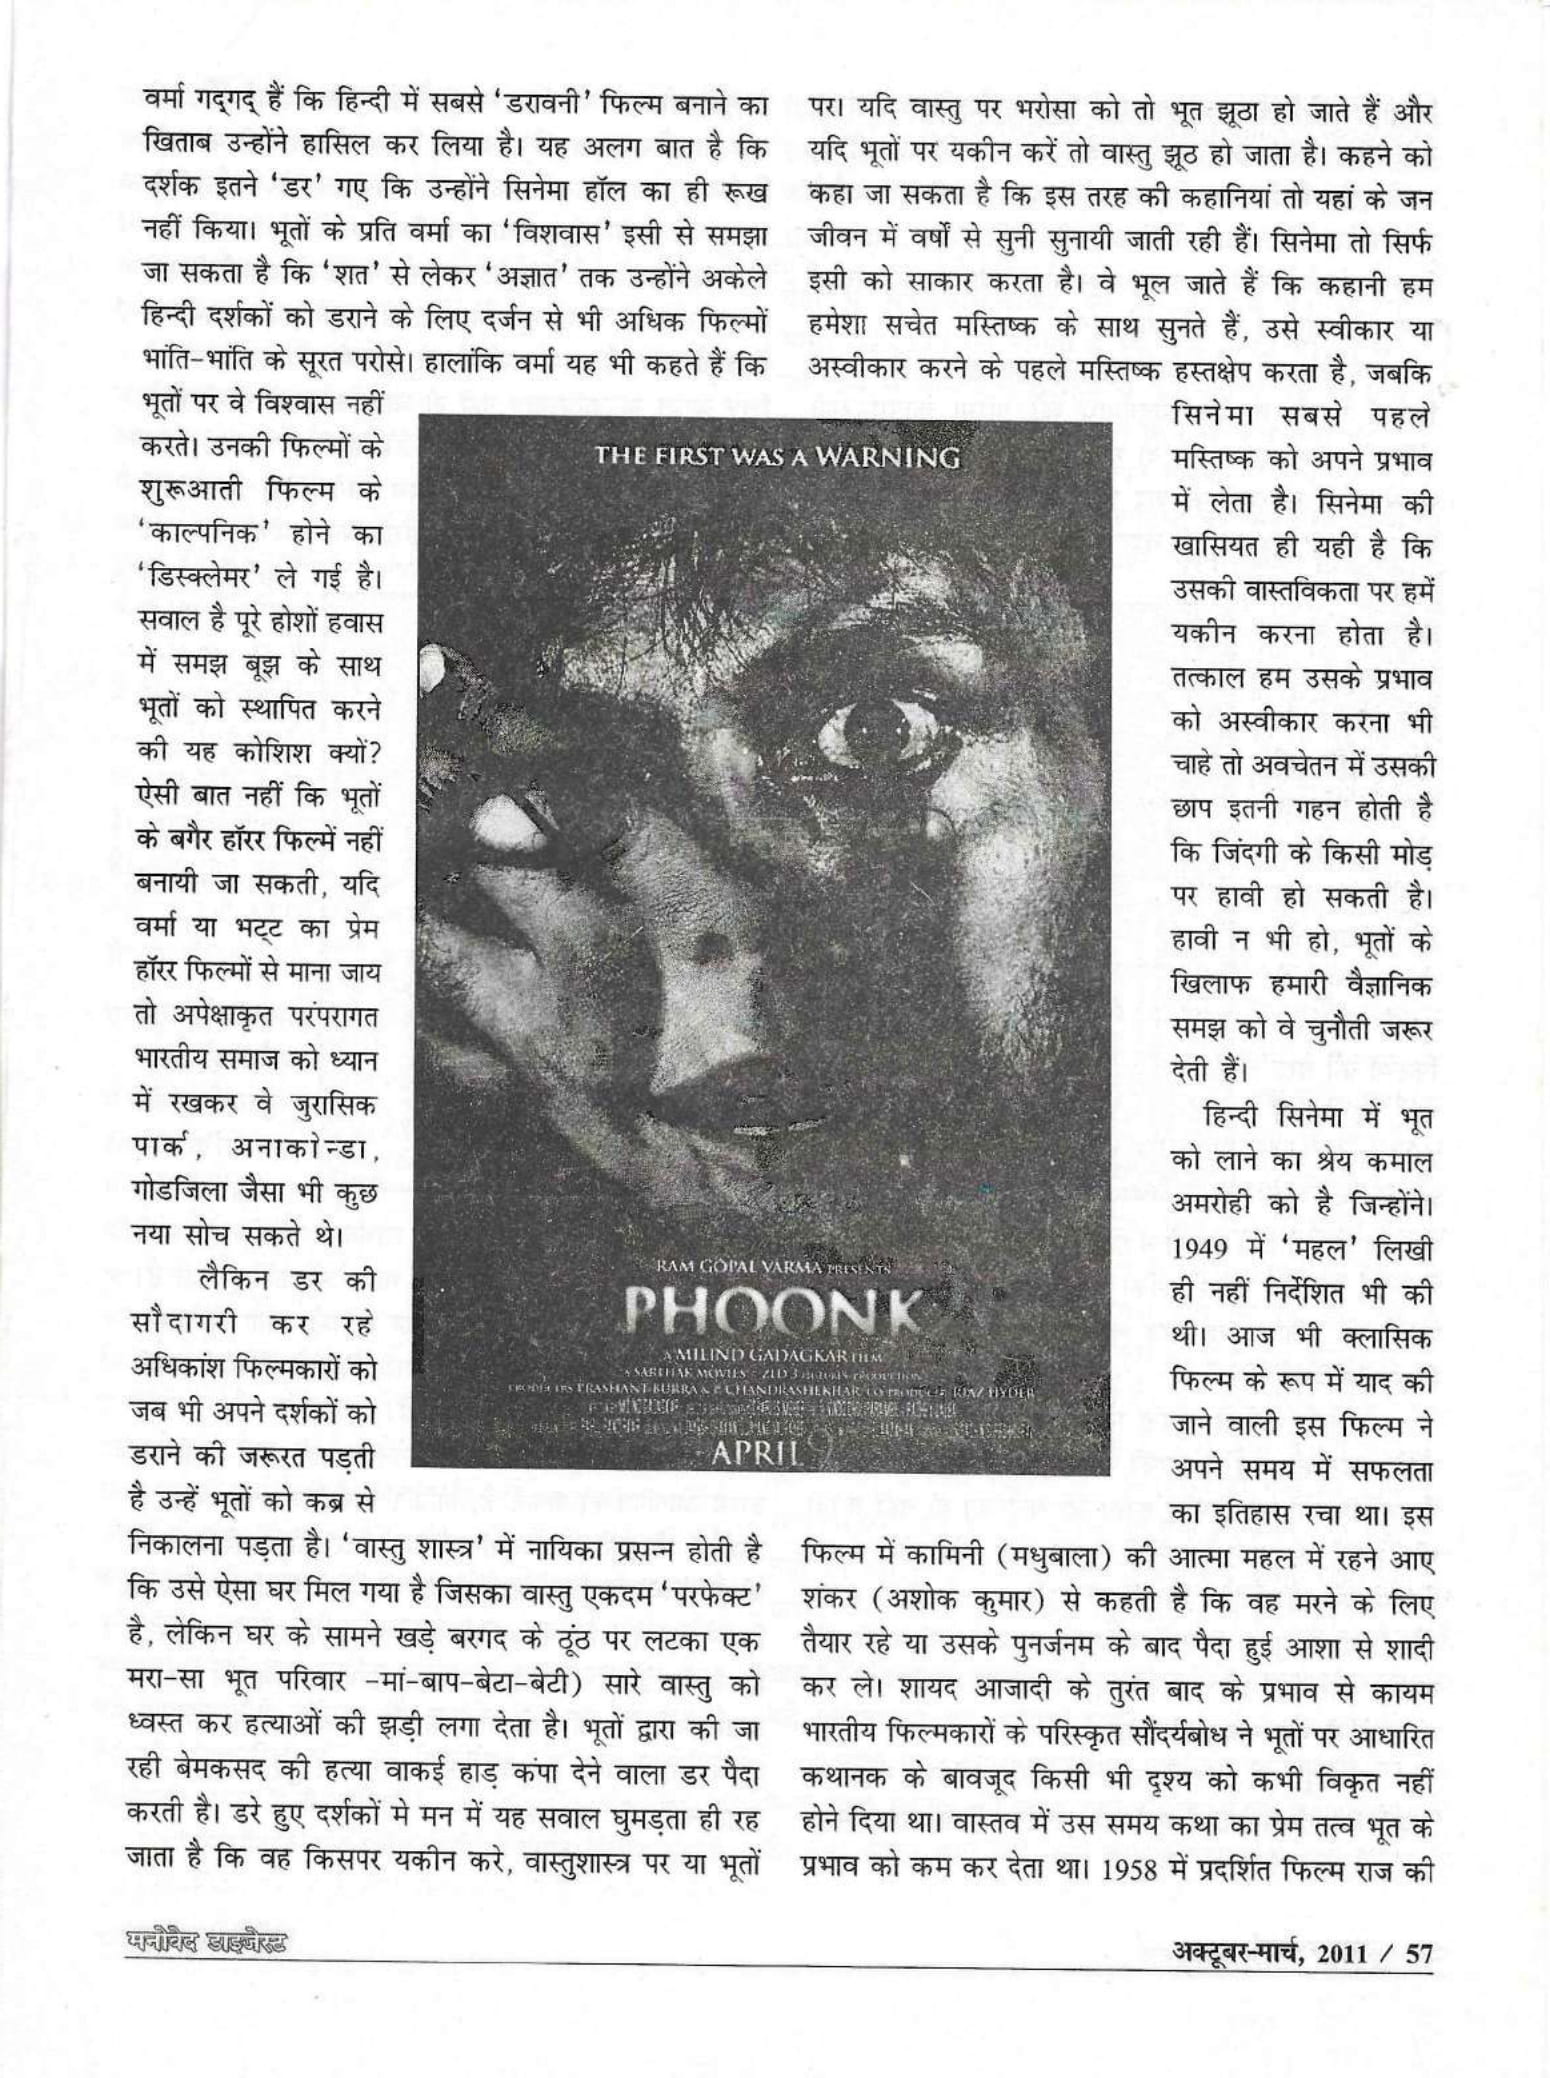 वर्मा गद्‌गद् हैं कि हिन्दी में सबसे ‘डरावनी’ फिल्म बनाने का
खिताब उन्होंने हासिल कर लिया है। यह अलग बात है कि
दर्शक इतने ‘डर’ गए कि उन्होंने सिनेमा हॉल का ही रूख
नहीं किया। भूतों के प्रति वर्मा का ‘विशवास’ इसी से समझा
जा सकता है कि ‘शत’ से लेकर ‘अज्ञात’ तक उन्होंने अकेले
हिन्दी दर्शकों को डराने के लिए दर्जन से भी अधिक फिल्मों
भांति-भांति के सूरत परोसे। हालांकि वर्मा यह भी कहते हैं कि
भूतों पर वे विश्वास नहीं
करते। उनकी फिल्मों के
शुरूआती फिल्म के
‘काल्पनिक’ होने का
‘डिस्क्लेमर’ ले गई है।
सवाल है पूरे होशों हवास
में समझ बूझ के साथ
भूतों को स्थापित करने
की यह कोशिश क्यों?
ऐसी बात नहीं कि भूतों
के बगैर हॉरर फिल्में नहीं
बनायी जा सकती, यदि
वर्मा या भट्‌ट का प्रेम
हॉरर फिल्मों से माना जाय
तो अपेक्षाकृत परंपरागत
भारतीय समाज को ध्यान
में रखकर वे जुरासिक
पार्क, अनाकोन्डा,
गोडजिला जैसा भी कुछ
नया सोच सकते थे।
लैकिन डर की
सौदागरी कर रहे
अधिकांश फिल्मकारों को
जब भी अपने दर्शकों को
डराने की जरूरत पड़ती
है उन्हें भूतों को कब्र से
निकालना पड़ता है। ‘वास्तु शास्त्र’ में नायिका प्रसन्न होती है
कि उसे ऐसा घर मिल गया है जिसका वास्तु एकदम ‘परफेक्ट’
है, लेकिन घर के सामने खड़े बरगद के ठूंठ पर लटका एक
मरा-सा भूत परिवार -मां-बाप-बेटा-बेटी) सारे वास्तु को
ध्वस्त कर हत्याओं की झड़ी लगा देता है। भूतों द्वारा की जा
रही बेमकसद की हत्या वाकई हाड़ कंपा देने वाला डर पैदा
करती है। डरे हुए दर्शकों मे मन में यह सवाल घुमड़ता ही रह
जाता है कि वह किसपर यकीन करे, वास्तुशास्त्र पर या भूतों
पर। यदि वास्तु पर भरोसा को तो भूत झूठा हो जाते हैं और
यदि भूतों पर यकीन करें तो वास्तु झूठ हो जाता है। कहने को
कहा जा सकता है कि इस तरह की कहानियां तो यहां के जन
जीवन में वर्षों से सुनी सुनायी जाती रही हैं। सिनेमा तो सिर्फ
इसी को साकार करता है। वे भूल जाते हैं कि कहानी हम
हमेशा सचेत मस्तिष्क के साथ सुनते हैं, उसे स्वीकार या
अस्वीकार करने के पहले मस्तिष्क हस्तक्षेप करता है, जबकि
सिनेमा सबसे पहले
मस्तिष्क को अपने प्रभाव
में लेता है। सिनेमा की
खासियत ही यही है कि
उसकी वास्तविकता पर हमें
यकीन करना होता है।
तत्काल हम उसके प्रभाव
को अस्वीकार करना भी
चाहे तो अवचेतन में उसकी
छाप इतनी गहन होती है
कि जिंदगी के किसी मोड़
पर हावी हो सकती है।
हावी न भी हो, भूतों के
खिलाफ हमारी वैज्ञानिक
समझ को वे चुनौती जरूर
देती हैं।
हिन्दी सिनेमा में भूत
को लाने का श्रेय कमाल
अमरोही को है जिन्होंने।
1949 में ‘महल’ लिखी
ही नहीं निर्देशित भी की
थी। आज भी क्लासिक
फिल्म के रूप में याद की
जाने वाली इस फिल्म ने
अपने समय में सफलता
का इतिहास रचा था। इस
फिल्म में कामिनी (मधुबाला) की आत्मा महल में रहने आए
शंकर (अशोक कुमार) से कहती है कि वह मरने के लिए
तैयार रहे या उसके पुनर्जनम के बाद पैदा हुई आशा से शादी
कर ले। शायद आजादी के तुरंत बाद के प्रभाव से कायम
भारतीय फिल्मकारों के परिस्कृत सौंदर्यबोध ने भूतों पर आधारित
कथानक के बावजूद किसी भी दृश्य को कभी विकृत नहीं
होने दिया था। वास्तव में उस समय कथा का प्रेम तत्व भूत के
प्रभाव को कम कर देता था। 1958 में प्रदर्शित फिल्म राज की
THE FIRST WAS A WARNING
RAM GOPAL VARMA PRESENTS
PHOONK
A MILIND GADAGKAR FILM
A SARTHAK MOVIES ZED 3 PRODUCTION
PRODUCERS PRASHANT BURRA & P CHANDRASHEKHAR CO PRODUCER RIAZ HYDER
APRIL 9
मनोवेद डाइजेस्ट
अक्टूबर-मार्च, 2011 / 57